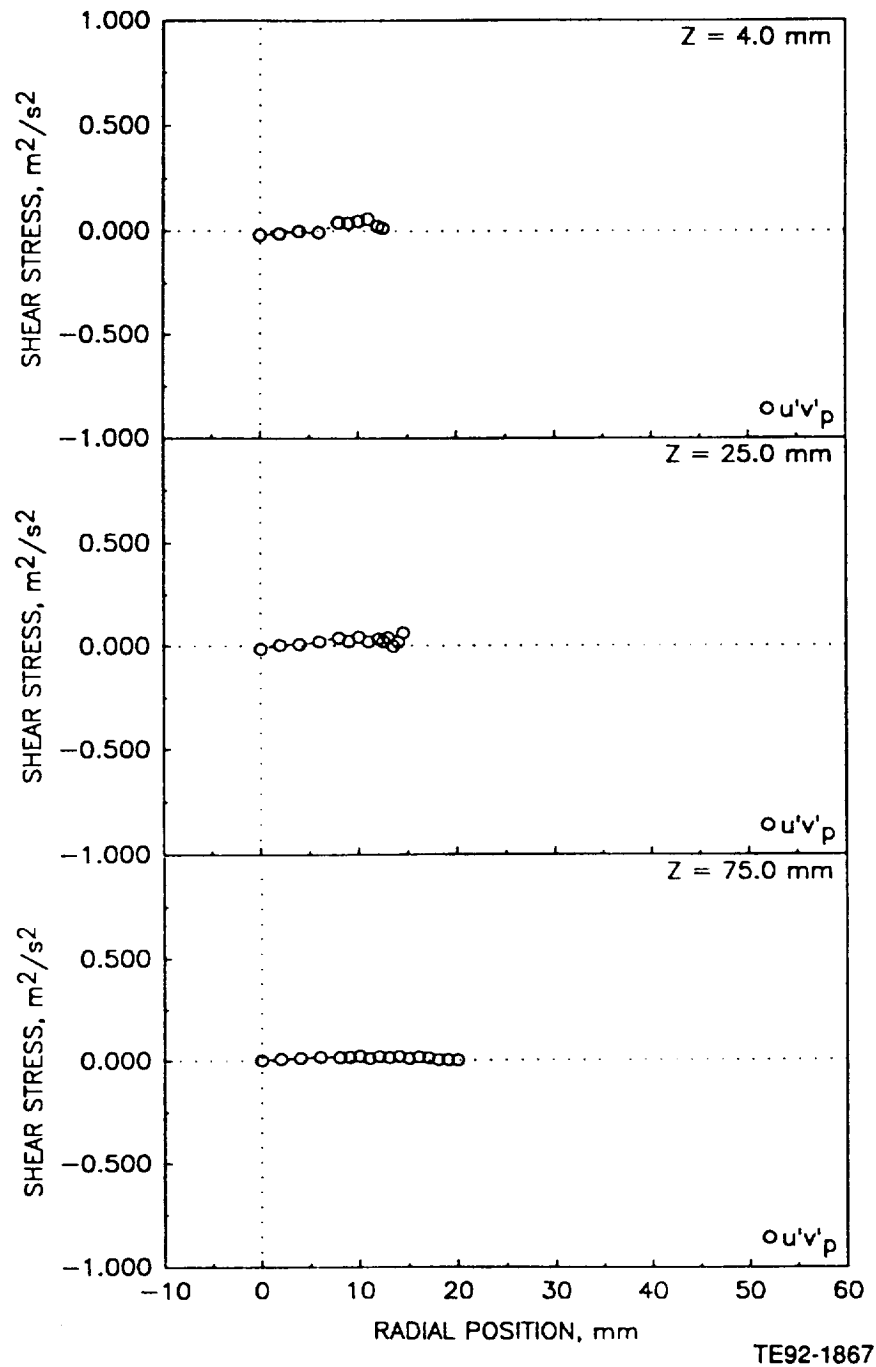 1.000
Z = 4.0 mm
0.500
0.000
−0.500
−1.000
SHEAR STRESS, m²/s²
u'v'p
Z = 25.0 mm
0.500
0.000
−0.500
−1.000
SHEAR STRESS, m²/s²
u'v'p
Z = 75.0 mm
0.500
0.000
−0.500
−1.000
SHEAR STRESS, m²/s²
u'v'p
−10 0 10 20 30 40 50 60
RADIAL POSITION, mm
TE92-1867